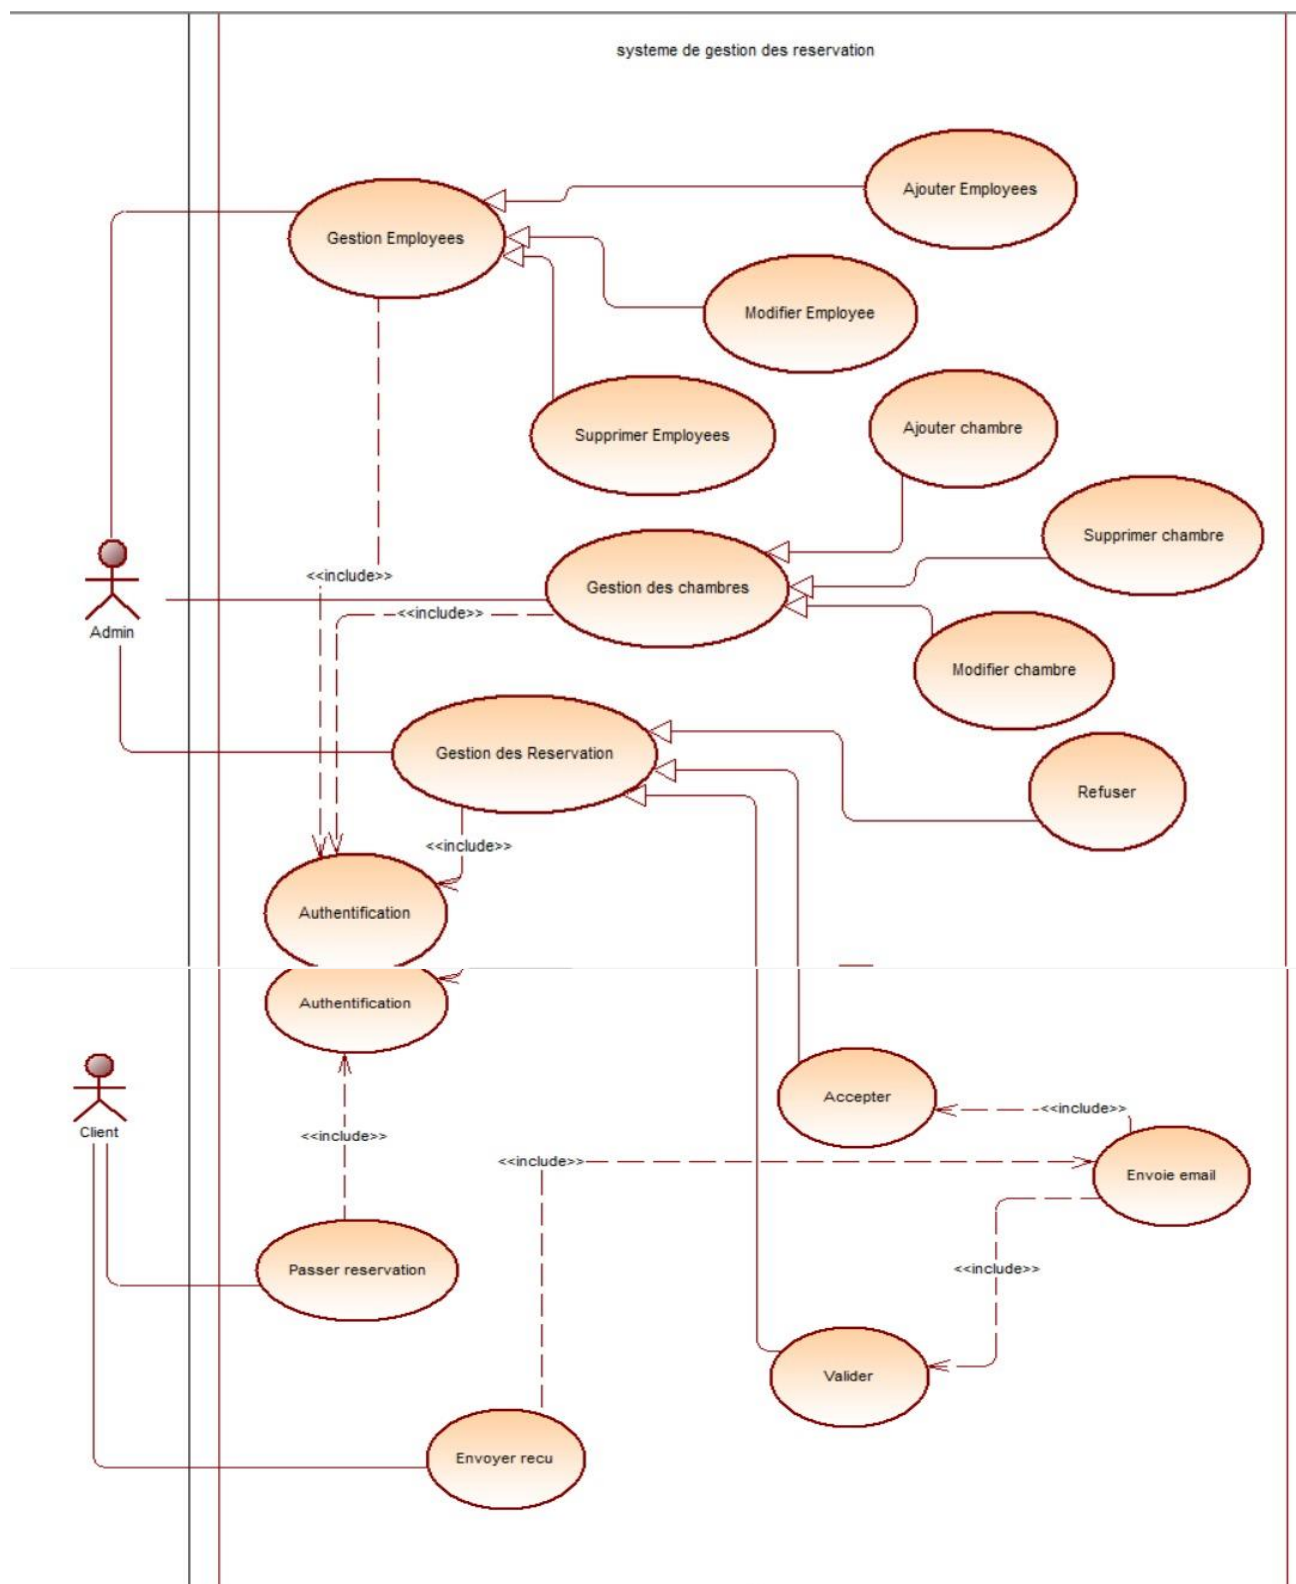 systeme de gestion des reservation
Ajouter Employees
Gestion Employees
Modifier Employee
Ajouter chambre
Supprimer Employees
Supprimer chambre
<<include>>
Gestion des chambres
<<include>>
Admin
Modifier chambre
Gestion des Reservation
Refuser
<<include>>
Authentification
Authentification
Accepter
<<include>>
Client
<<include>>
<<include>>
Envoie email
Passer reservation
<<include>>
Valider
Envoyer recu